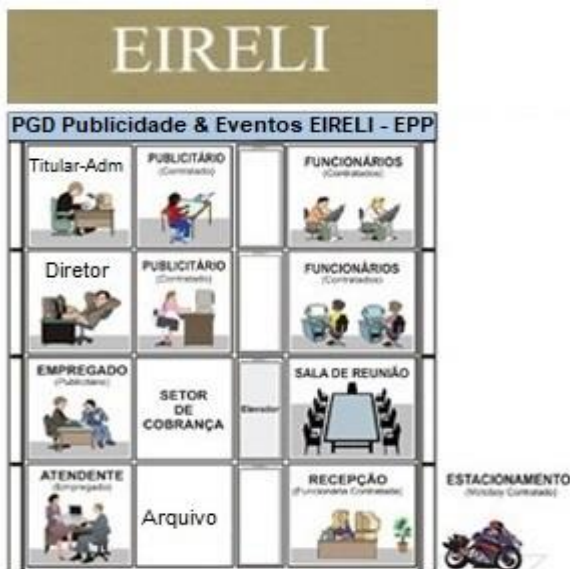 EIRELI
PGD Publicidade & Eventos EIRELI - EPP
Titular-Adm
PUBLICITÁRIO
(Contratado)
FUNCIONÁRIOS
(Contratados)
Diretor
PUBLICITÁRIO
(Contratado)
FUNCIONÁRIOS
(Contratados)
EMPREGADO
(Publicitário)
SETOR
DE
COBRANÇA
Elevador
SALA DE REUNIÃO
ATENDENTE
(Empregado)
Arquivo
RECEPÇÃO
(Funcionária Contratada)
ESTACIONAMENTO
(Motoboy Contratado)